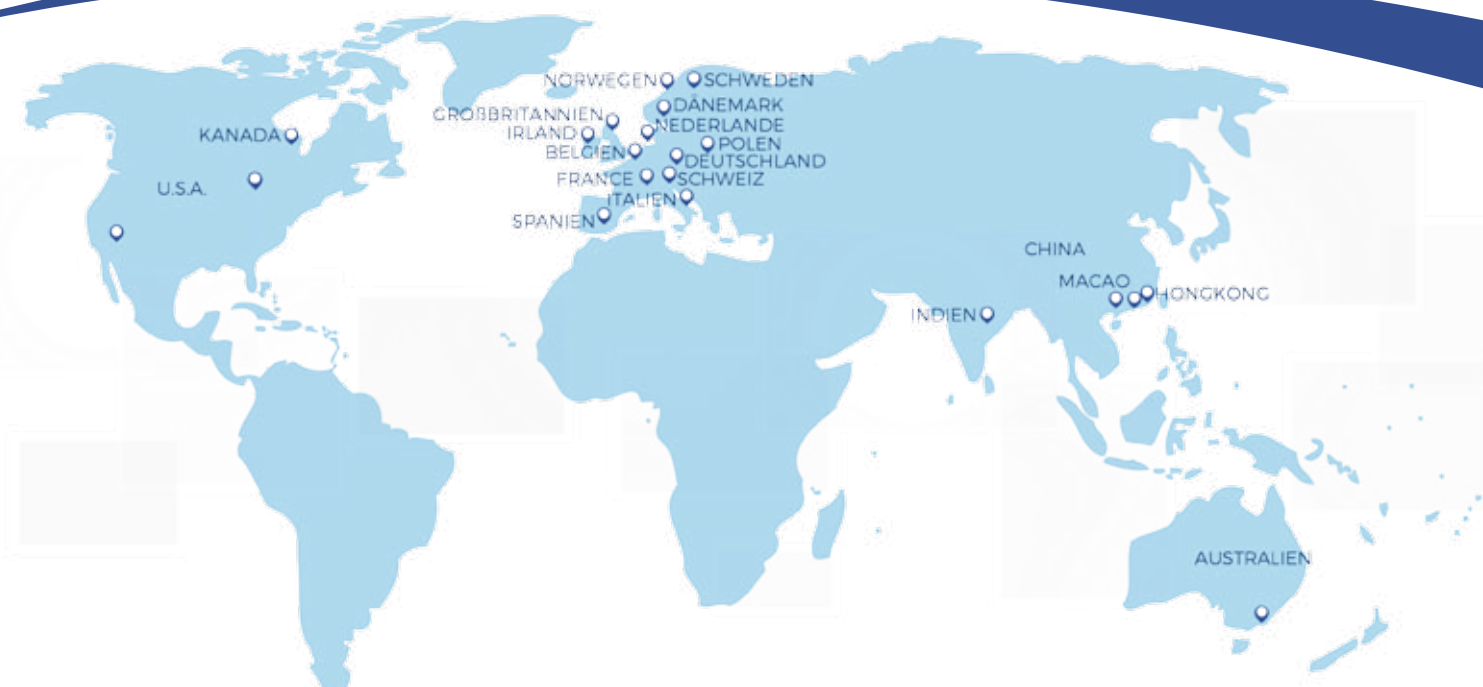 NORWEGEN
SCHWEDEN
DÄNEMARK
GROßBRITANNIEN
NEDERLANDE
IRLAND
KANADA
POLEN
BELGIEN
DEUTSCHLAND
FRANCE
SCHWEIZ
U.S.A.
ITALIEN
SPANIEN
CHINA
MACAO
HONGKONG
INDIEN
AUSTRALIEN